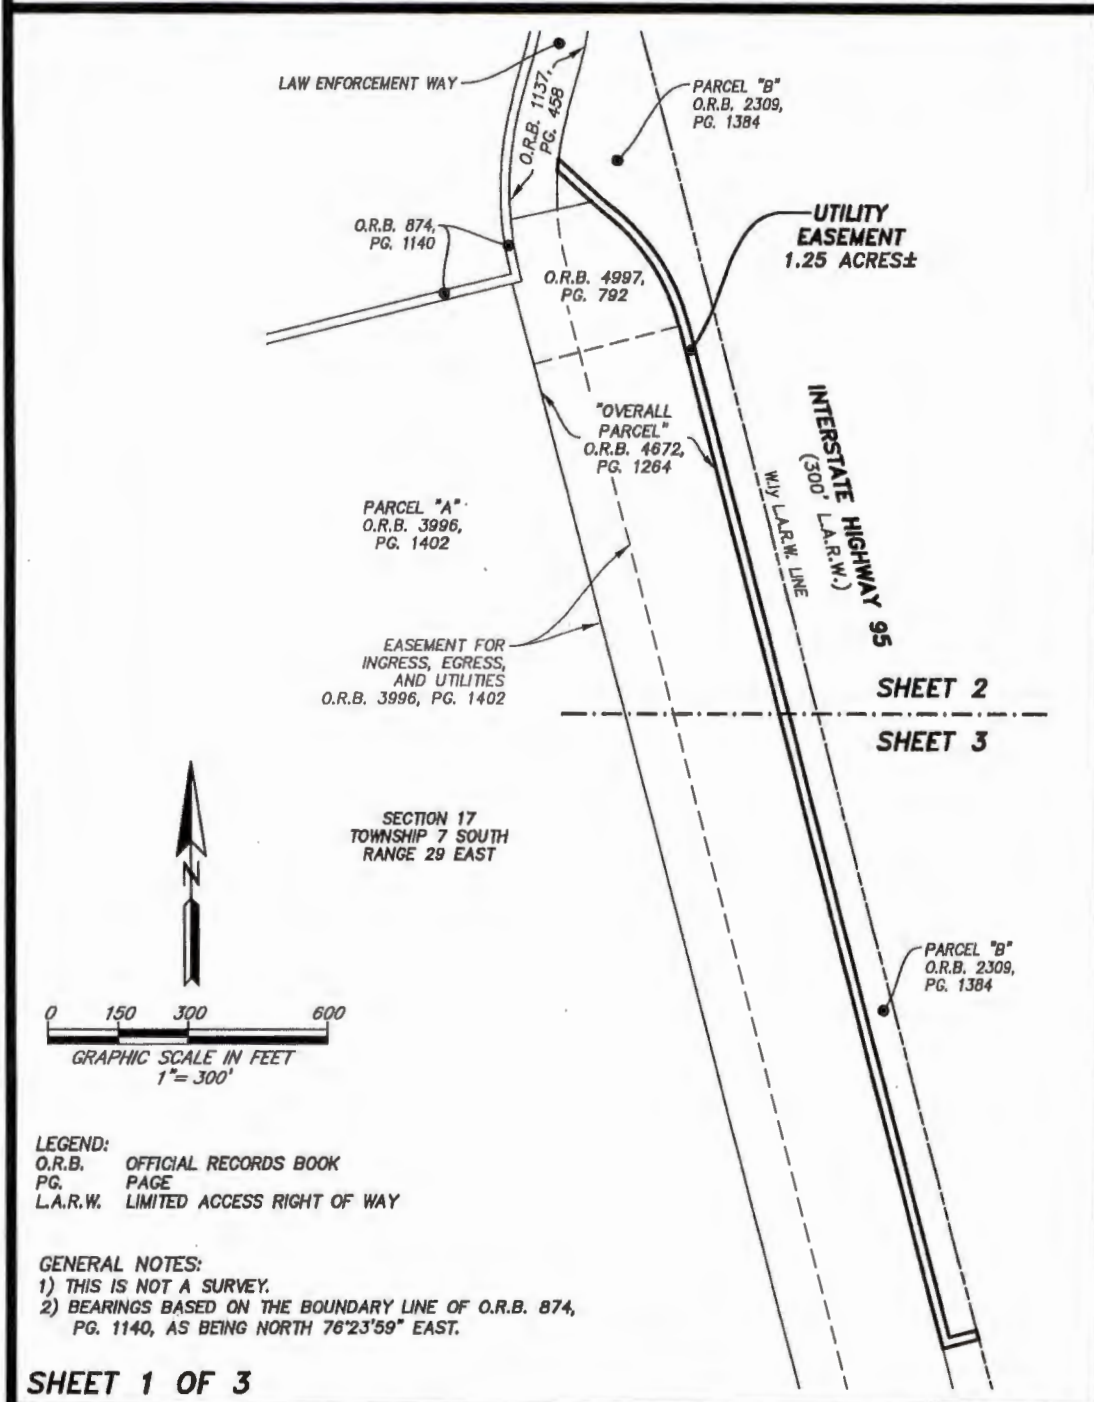 LAW ENFORCEMENT WAY
O.R.B. 1137,
PG. 458
PARCEL "B"
O.R.B. 2309,
PG. 1384
O.R.B. 874,
PG. 1140
UTILITY
EASEMENT
1.25 ACRES±
O.R.B. 4997,
PG. 792
"OVERALL
PARCEL"
O.R.B. 4672,
PG. 1264
INTERSTATE HIGHWAY 95
(300' L.A.R.W.)
W'ly L.A.R.W. LINE
PARCEL "A"
O.R.B. 3996,
PG. 1402
EASEMENT FOR
INGRESS, EGRESS,
AND UTILITIES
O.R.B. 3996, PG. 1402
SHEET 2
SHEET 3
SECTION 17
TOWNSHIP 7 SOUTH
RANGE 29 EAST
N
PARCEL "B"
O.R.B. 2309,
PG. 1384
0 150 300 600
GRAPHIC SCALE IN FEET
1"= 300'
LEGEND:
O.R.B. OFFICIAL RECORDS BOOK
PG. PAGE
L.A.R.W. LIMITED ACCESS RIGHT OF WAY
GENERAL NOTES:
1) THIS IS NOT A SURVEY.
2) BEARINGS BASED ON THE BOUNDARY LINE OF O.R.B. 874,
PG. 1140, AS BEING NORTH 76°23'59" EAST.
SHEET 1 OF 3